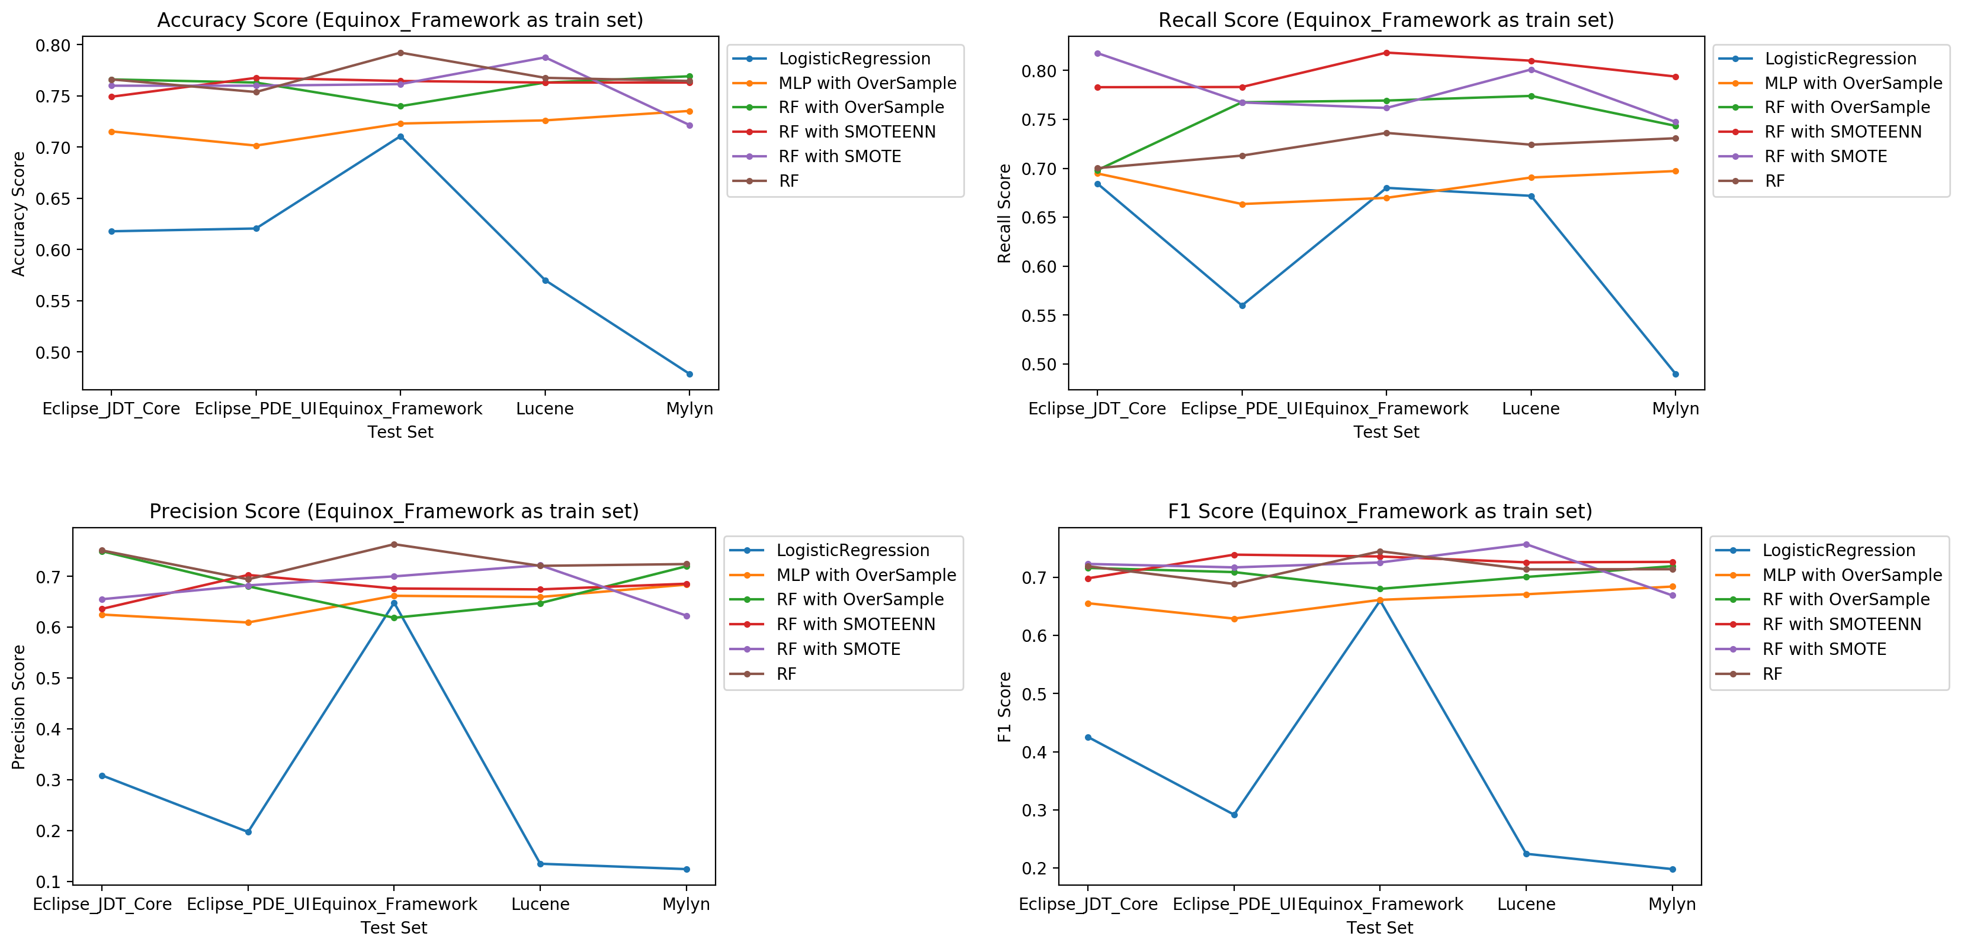 Accuracy Score (Equinox_Framework as train set)
0.80
0.75
0.70
0.65
0.60
0.55
0.50
Accuracy Score
Eclipse_JDT_Core
Eclipse_PDE_UI
Equinox_Framework
Lucene
Mylyn
Test Set
LogisticRegression
MLP with OverSample
RF with OverSample
RF with SMOTEENN
RF with SMOTE
RF
Recall Score (Equinox_Framework as train set)
0.80
0.75
0.70
0.65
0.60
0.55
0.50
Recall Score
Eclipse_JDT_Core
Eclipse_PDE_UI
Equinox_Framework
Lucene
Mylyn
Test Set
LogisticRegression
MLP with OverSample
RF with OverSample
RF with SMOTEENN
RF with SMOTE
RF
Precision Score (Equinox_Framework as train set)
0.7
0.6
0.5
0.4
0.3
0.2
0.1
Precision Score
Eclipse_JDT_Core
Eclipse_PDE_UI
Equinox_Framework
Lucene
Mylyn
Test Set
LogisticRegression
MLP with OverSample
RF with OverSample
RF with SMOTEENN
RF with SMOTE
RF
F1 Score (Equinox_Framework as train set)
0.7
0.6
0.5
0.4
0.3
0.2
F1 Score
Eclipse_JDT_Core
Eclipse_PDE_UI
Equinox_Framework
Lucene
Mylyn
Test Set
LogisticRegression
MLP with OverSample
RF with OverSample
RF with SMOTEENN
RF with SMOTE
RF